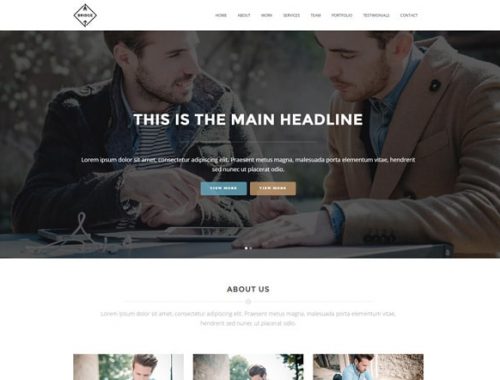 BRIDGE
HOME ABOUT WORK SERVICES TEAM PORTFOLIO TESTIMONIALS CONTACT
THIS IS THE MAIN HEADLINE
Lorem ipsum dolor sit amet, consectetur adipiscing elit. Praesent metus magna, malesuada porta elementum vitae, hendrerit
sed nunc ut placerat odio.
VIEW MORE VIEW MORE
ABOUT US
Lorem ipsum dolor sit amet, consectetur adipiscing elit. Praesent metus magna, malesuada porta elementum vitae,
hendrerit sed nunc ut placerat odio.